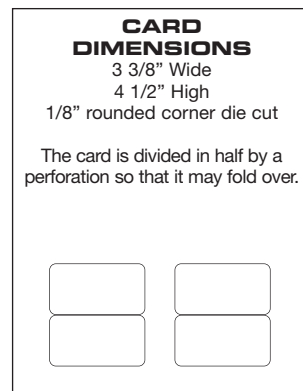 CARD
DIMENSIONS
3 3/8” Wide
4 1/2” High
1/8” rounded corner die cut
The card is divided in half by a
perforation so that it may fold over.